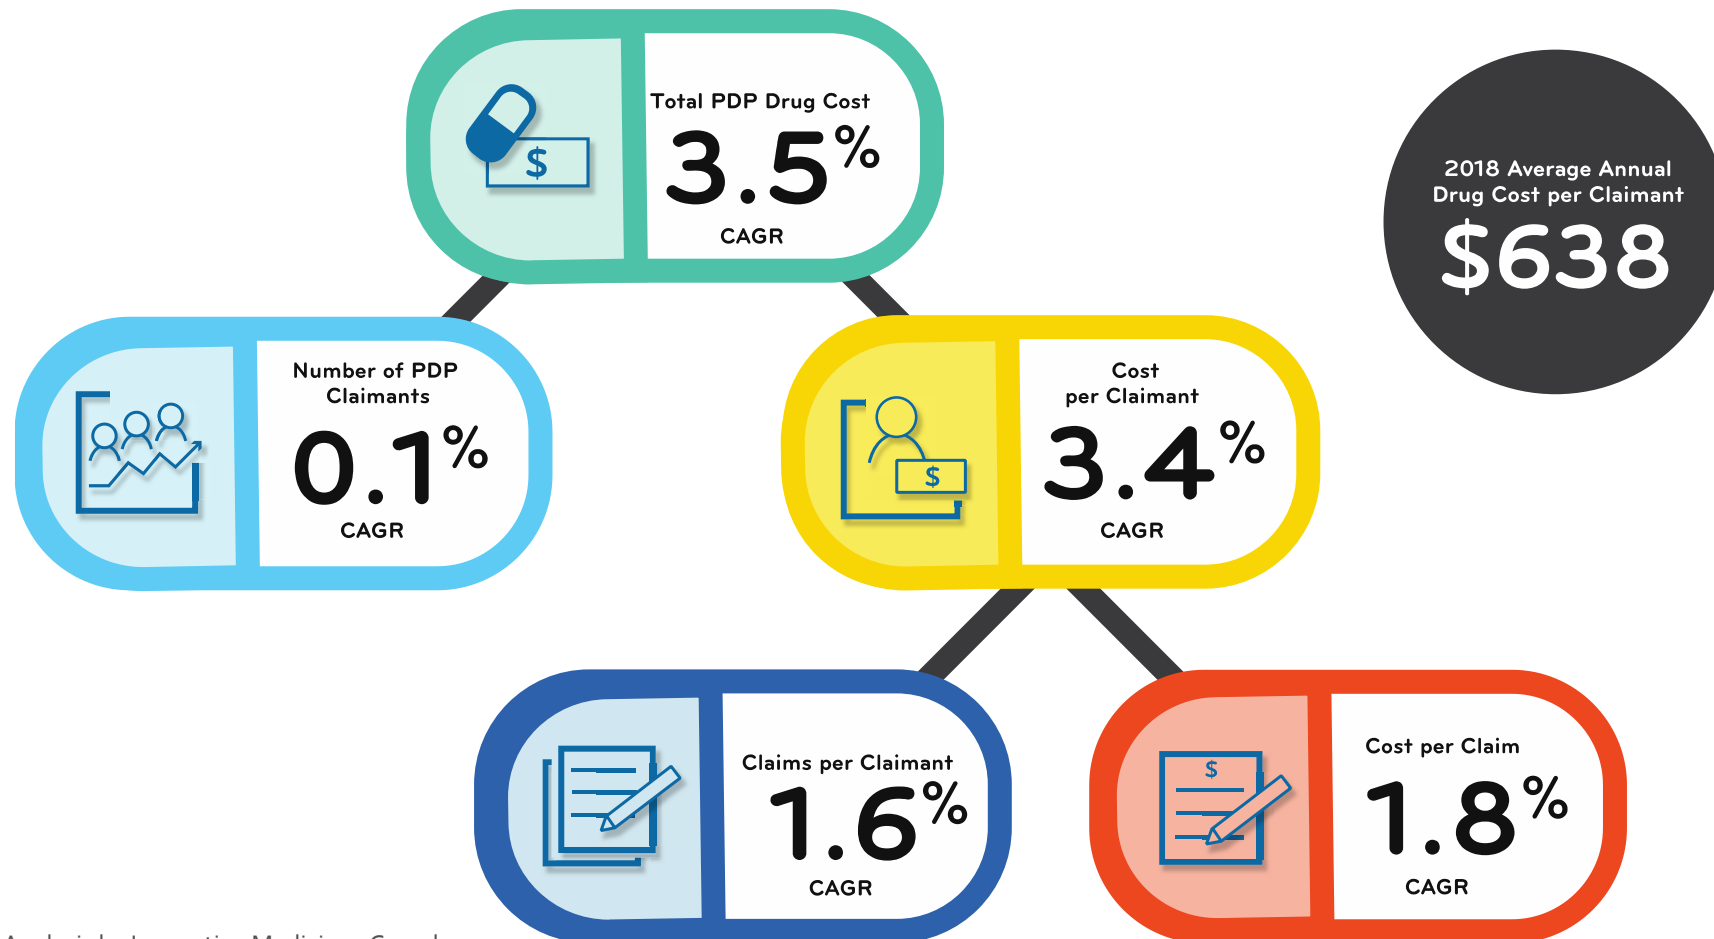 Total PDP Drug Cost
3.5%
CAGR
$
2018 Average Annual
Drug Cost per Claimant
$638
Number of PDP
Claimants
0.1%
CAGR
Cost
per Claimant
3.4%
CAGR
$
Claims per Claimant
1.6%
CAGR
Cost per Claim
1.8%
CAGR
$